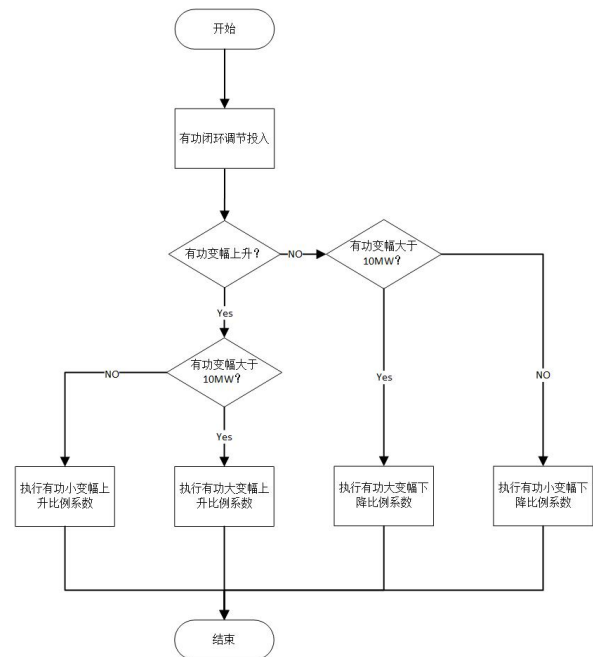 开始
有功闭环调节投入
有功变幅上升？
NO
有功变幅大于
10MW？
Yes
有功变幅大于
10MW？
NO
Yes
Yes
NO
执行有功小变幅上
升比例系数
执行有功大变幅上
升比例系数
执行有功大变幅下
降比例系数
执行有功小变幅下
降比例系数
结束